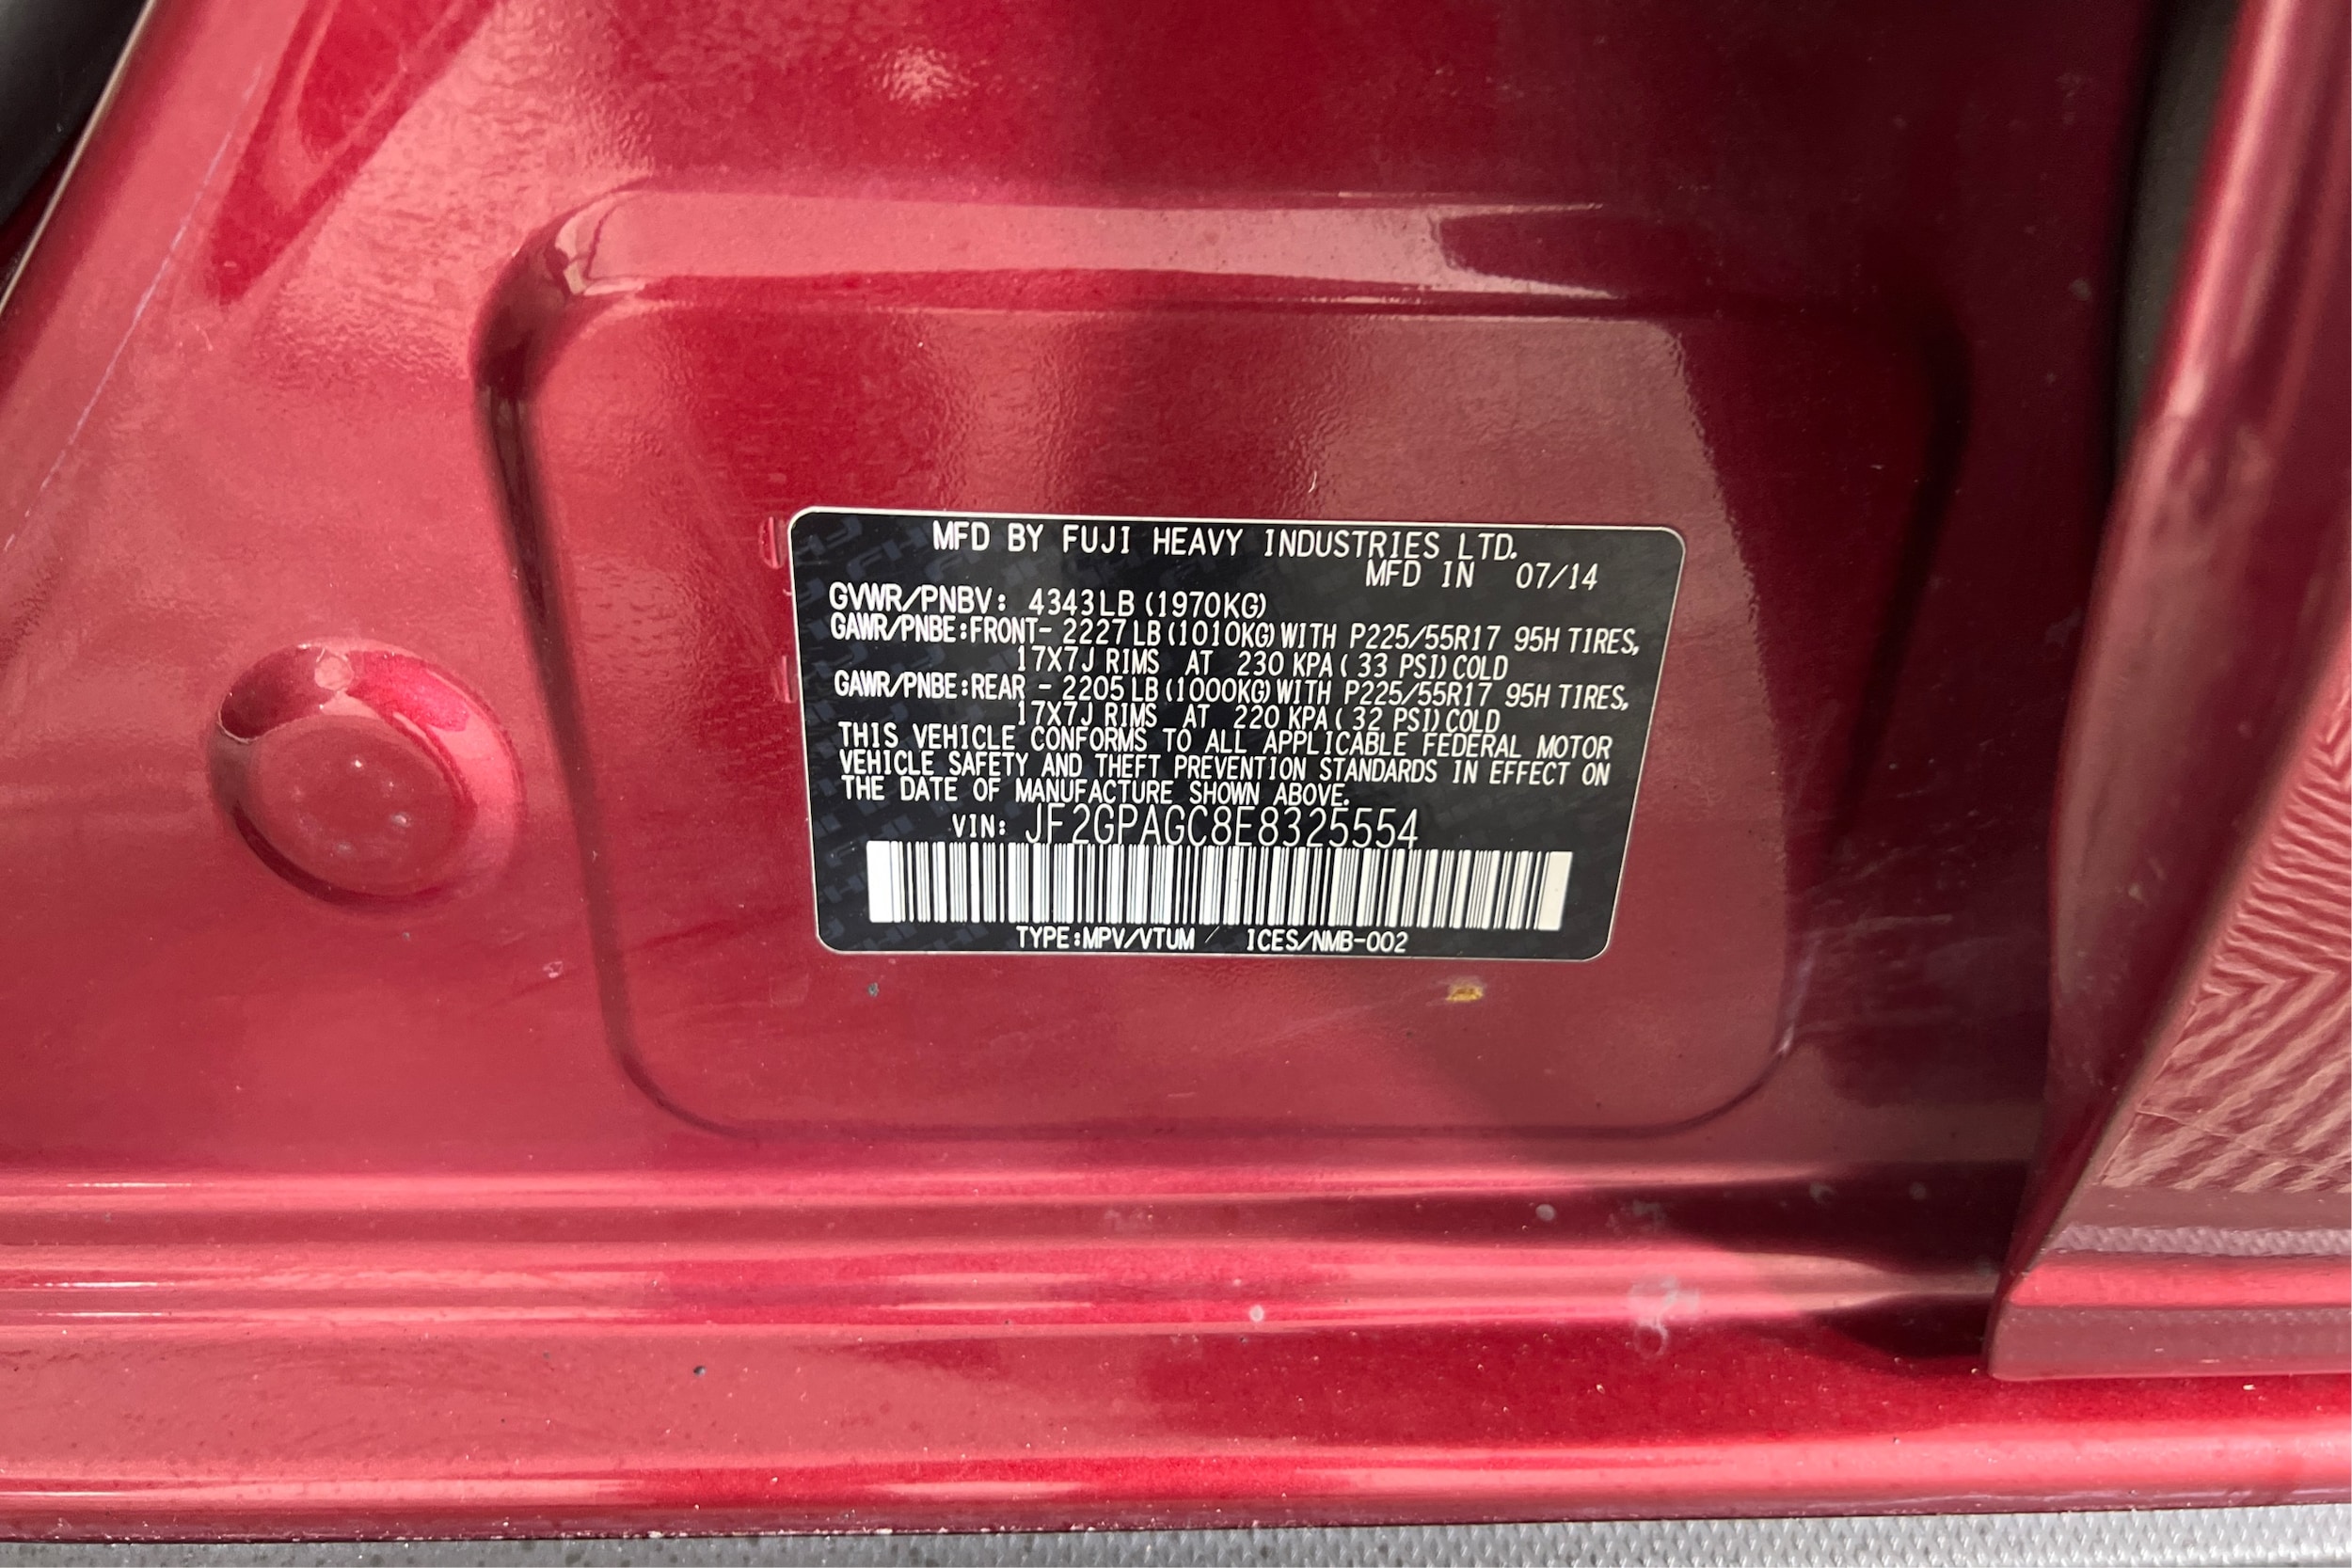 MFD BY FUJI HEAVY INDUSTRIES LTD.
MFD IN 07/14
GVWR/PNBV: 4343LB (1970KG)
GAWR/PNBE:FRONT- 2227 LB (1010KG) WITH P225/55R17 95H TIRES,
17X7J RIMS AT 230 KPA ( 33 PSI) COLD
GAWR/PNBE:REAR - 2205 LB (1000KG) WITH P225/55R17 95H TIRES,
17X7J RIMS AT 220 KPA ( 32 PSI) COLD
THIS VEHICLE CONFORMS TO ALL APPLICABLE FEDERAL MOTOR
VEHICLE SAFETY AND THEFT PREVENTION STANDARDS IN EFFECT ON
THE DATE OF MANUFACTURE SHOWN ABOVE.
VIN: JF2GPAGC8E8325554
TYPE:MPV/VTUM / ICES/NMB-002